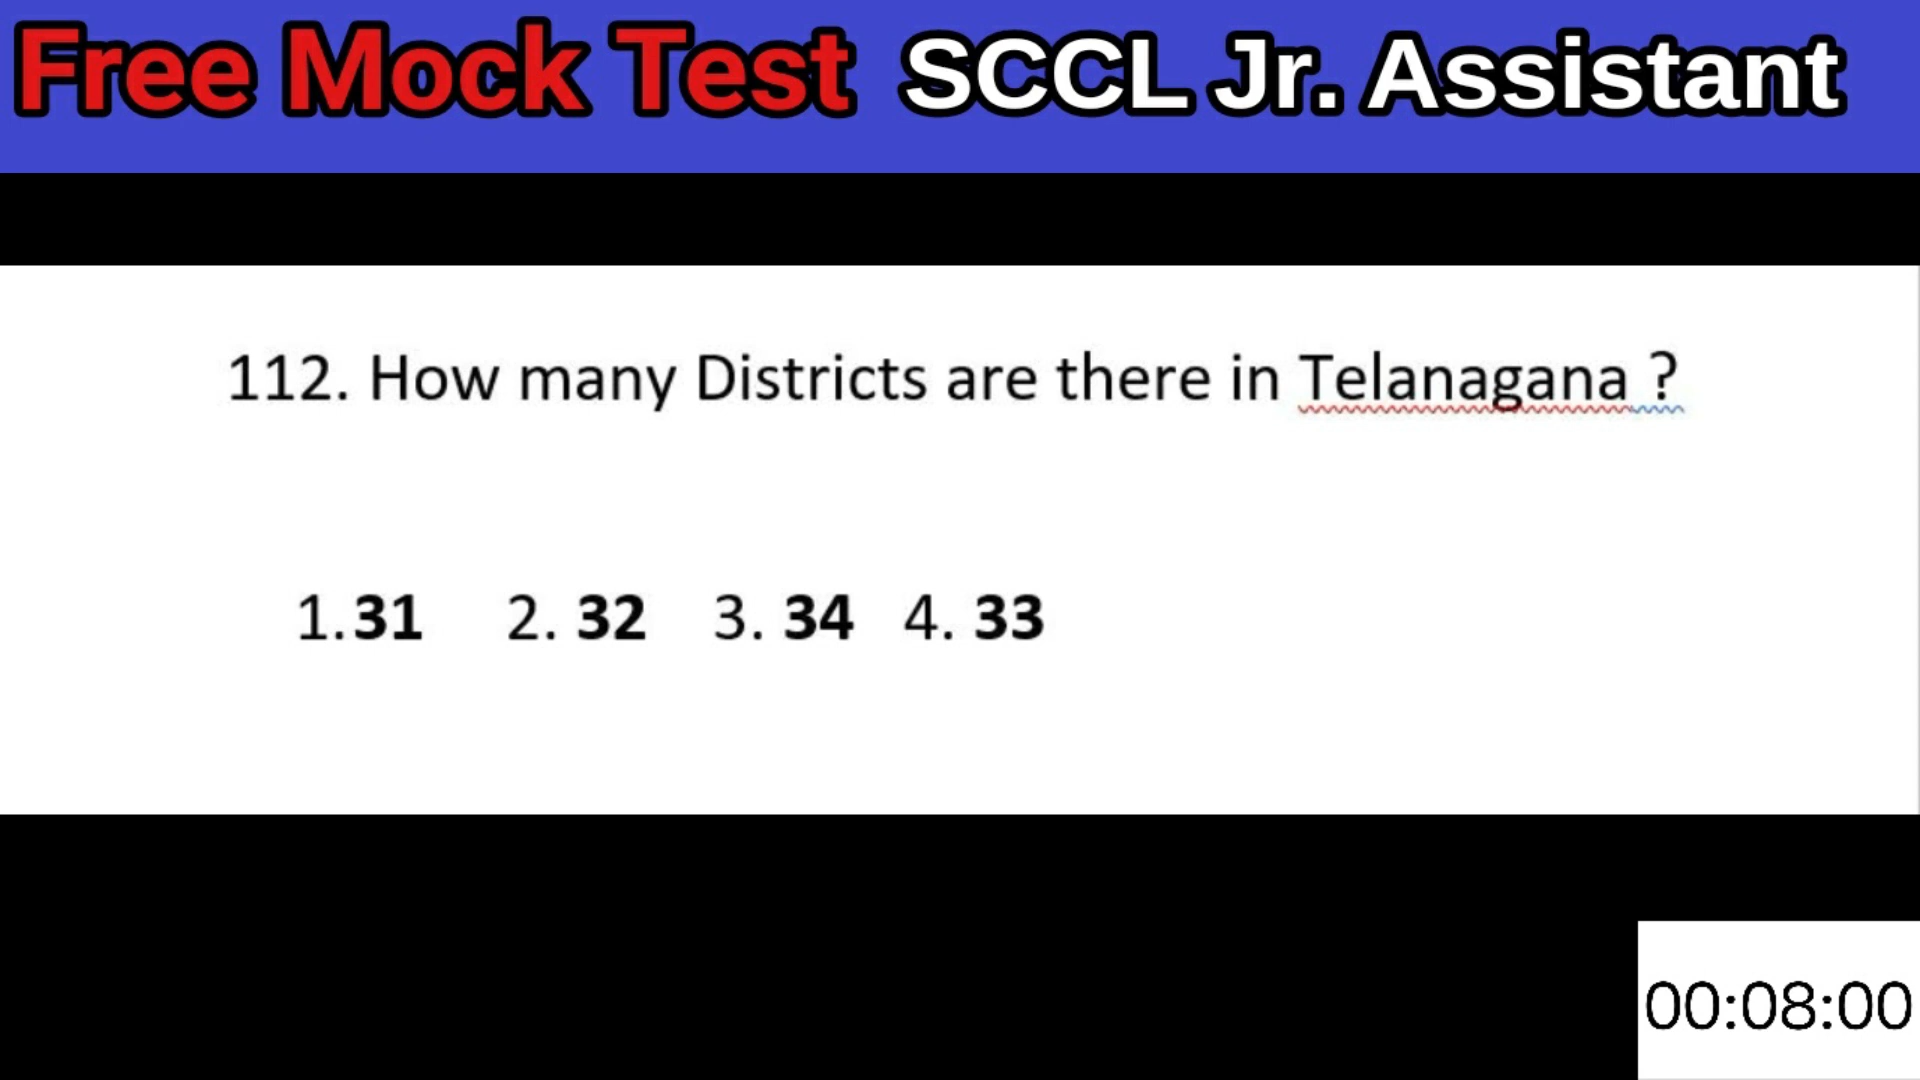 Free Mock Test SCCL Jr. Assistant
112. How many Districts are there in Telanagana ?
1.31 2. 32 3. 34 4. 33
00:08:00